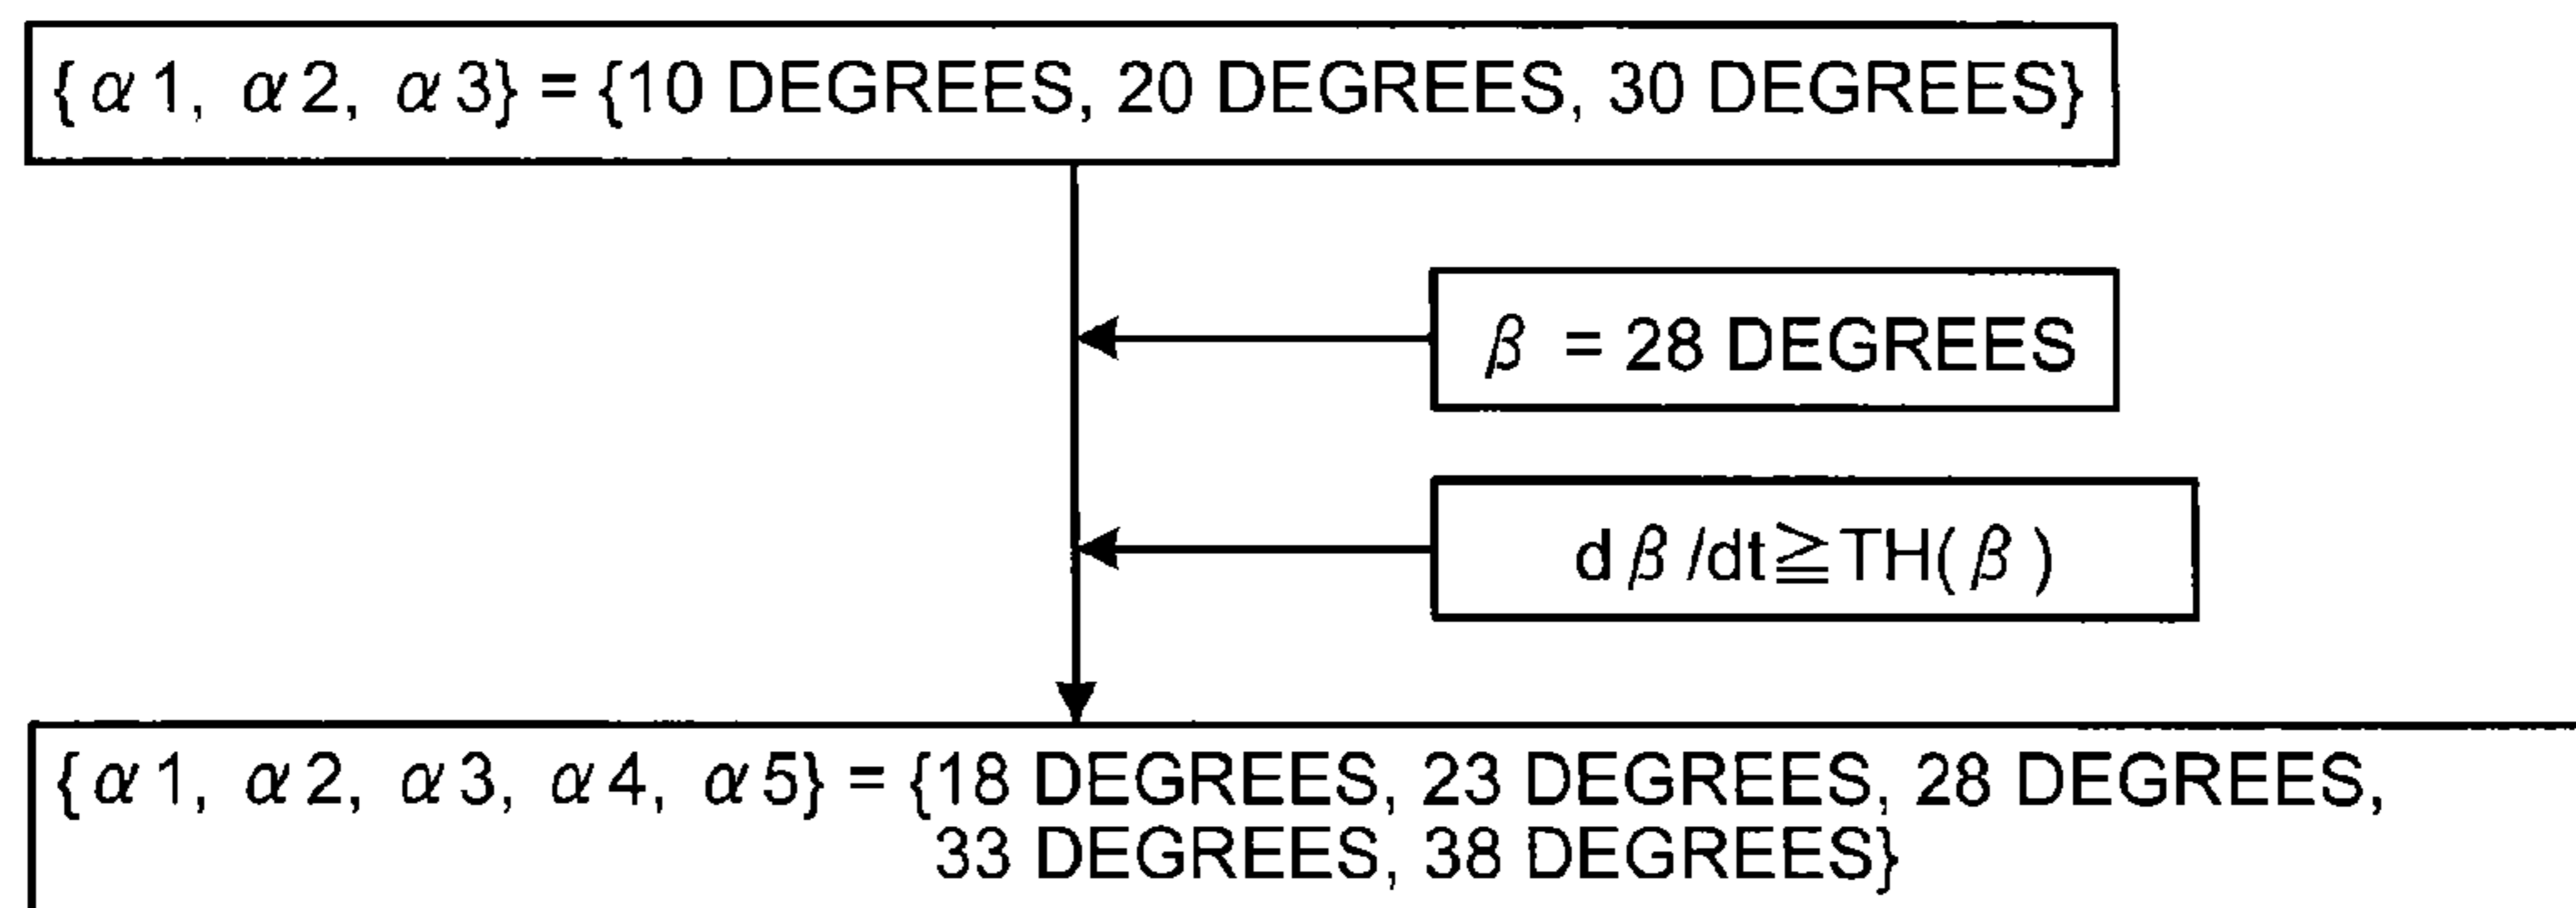 {α1, α2, α3} = {10 DEGREES, 20 DEGREES, 30 DEGREES}
β = 28 DEGREES
dβ/dt≧TH(β)
{α1, α2, α3, α4, α5} = {18 DEGREES, 23 DEGREES, 28 DEGREES,
33 DEGREES, 38 DEGREES}